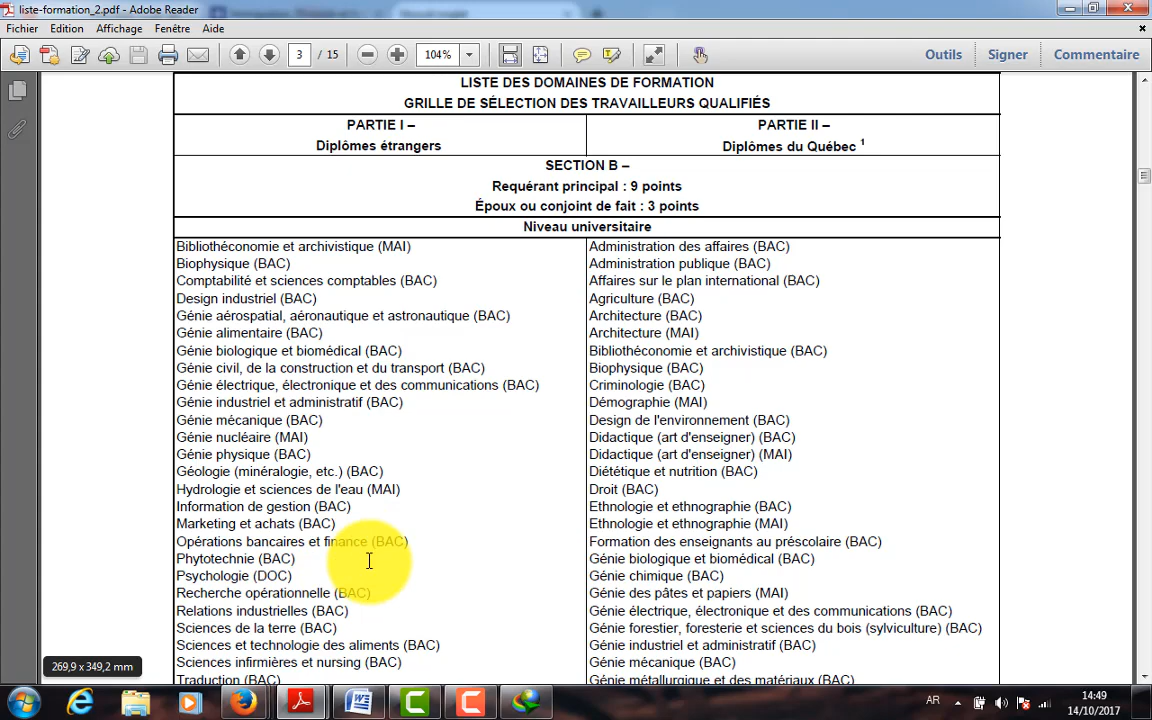 liste-formation_2.pdf - Adobe Reader
Fichier Edition Affichage Fenêtre Aide
3 / 15 104% Outils Signer Commentaire
LISTE DES DOMAINES DE FORMATION
GRILLE DE SÉLECTION DES TRAVAILLEURS QUALIFIÉS
PARTIE I –
Diplômes étrangers
PARTIE II –
Diplômes du Québec 1
SECTION B –
Requérant principal : 9 points
Époux ou conjoint de fait : 3 points
Niveau universitaire
Bibliothéconomie et archivistique (MAI)
Biophysique (BAC)
Comptabilité et sciences comptables (BAC)
Design industriel (BAC)
Génie aérospatial, aéronautique et astronautique (BAC)
Génie alimentaire (BAC)
Génie biologique et biomédical (BAC)
Génie civil, de la construction et du transport (BAC)
Génie électrique, électronique et des communications (BAC)
Génie industriel et administratif (BAC)
Génie mécanique (BAC)
Génie nucléaire (MAI)
Génie physique (BAC)
Géologie (minéralogie, etc.) (BAC)
Hydrologie et sciences de l'eau (MAI)
Information de gestion (BAC)
Marketing et achats (BAC)
Opérations bancaires et finance (BAC)
Phytotechnie (BAC)
Psychologie (DOC)
Recherche opérationnelle (BAC)
Relations industrielles (BAC)
Sciences de la terre (BAC)
Sciences et technologie des aliments (BAC)
Sciences infirmières et nursing (BAC)
Traduction (BAC)
Administration des affaires (BAC)
Administration publique (BAC)
Affaires sur le plan international (BAC)
Agriculture (BAC)
Architecture (BAC)
Architecture (MAI)
Bibliothéconomie et archivistique (BAC)
Biophysique (BAC)
Criminologie (BAC)
Démographie (MAI)
Design de l'environnement (BAC)
Didactique (art d'enseigner) (BAC)
Didactique (art d'enseigner) (MAI)
Diététique et nutrition (BAC)
Droit (BAC)
Ethnologie et ethnographie (BAC)
Ethnologie et ethnographie (MAI)
Formation des enseignants au préscolaire (BAC)
Génie biologique et biomédical (BAC)
Génie chimique (BAC)
Génie des pâtes et papiers (MAI)
Génie électrique, électronique et des communications (BAC)
Génie forestier, foresterie et sciences du bois (sylviculture) (BAC)
Génie industriel et administratif (BAC)
Génie mécanique (BAC)
Génie métallurgique et des matériaux (BAC)
269,9 x 349,2 mm
AR
14:49
14/10/2017